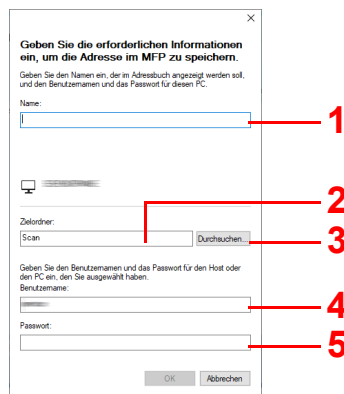 Geben Sie die erforderlichen Informationen
ein, um die Adresse im MFP zu speichern.
Geben Sie den Namen ein, der im Adressbuch angezeigt werden soll,
und den Benutzernamen und das Passwort für diesen PC.
Name:
1
2
Zielordner:
Scan
Durchsuchen...
3
Geben Sie den Benutzernamen und das Passwort für den Host oder
den PC ein, den Sie ausgewählt haben.
Benutzername:
4
Passwort:
5
OK
Abbrechen